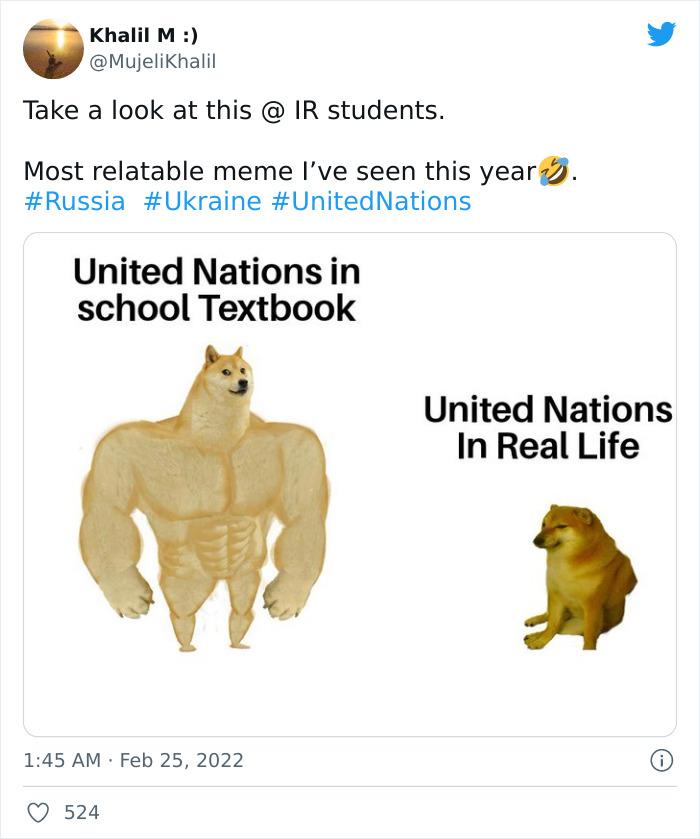 Khalil M :)
@MujeliKhalil
Take a look at this @ IR students.
Most relatable meme I’ve seen this year🤣.
#Russia #Ukraine #UnitedNations
United Nations in
school Textbook
United Nations
In Real Life
1:45 AM · Feb 25, 2022
524